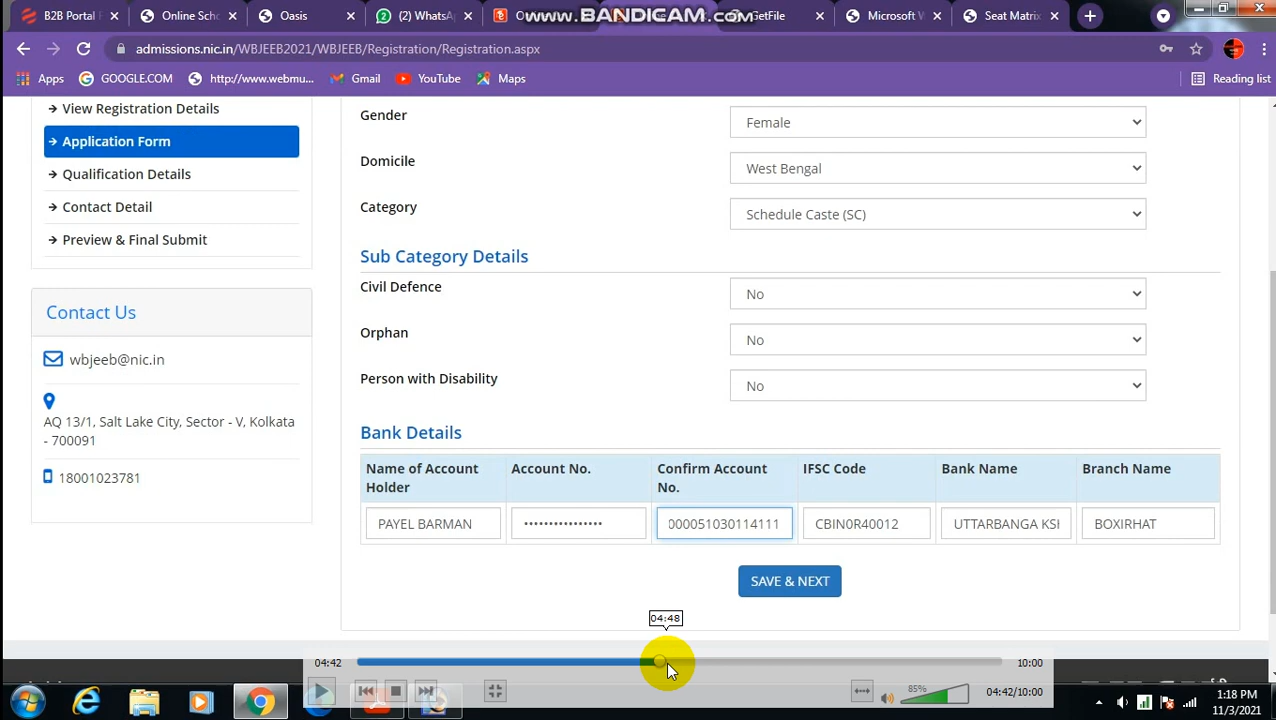 B2B Portal F
Online Scho
Oasis
(2) WhatsA
www.BANDICAM.com
GetFile
Microsoft V
Seat Matrix
admissions.nic.in/WBJEEB2021/WBJEEB/Registration/Registration.aspx
Apps
GOOGLE.COM
http://www.webmu...
Gmail
YouTube
Maps
Reading list
View Registration Details
Application Form
Qualification Details
Contact Detail
Preview & Final Submit
Contact Us
wbjeeb@nic.in
AQ 13/1, Salt Lake City, Sector - V, Kolkata
- 700091
18001023781
Gender
Female
Domicile
West Bengal
Category
Schedule Caste (SC)
Sub Category Details
Civil Defence
No
Orphan
No
Person with Disability
No
Bank Details
Name of Account
Holder
Account No.
Confirm Account
No.
IFSC Code
Bank Name
Branch Name
PAYEL BARMAN
••••••••••••••••
000051030114111
CBIN0R40012
UTTARBANGA KSI
BOXIRHAT
SAVE & NEXT
04:48
04:42
10:00
85%
04:42/10:00
1:18 PM
11/3/2021